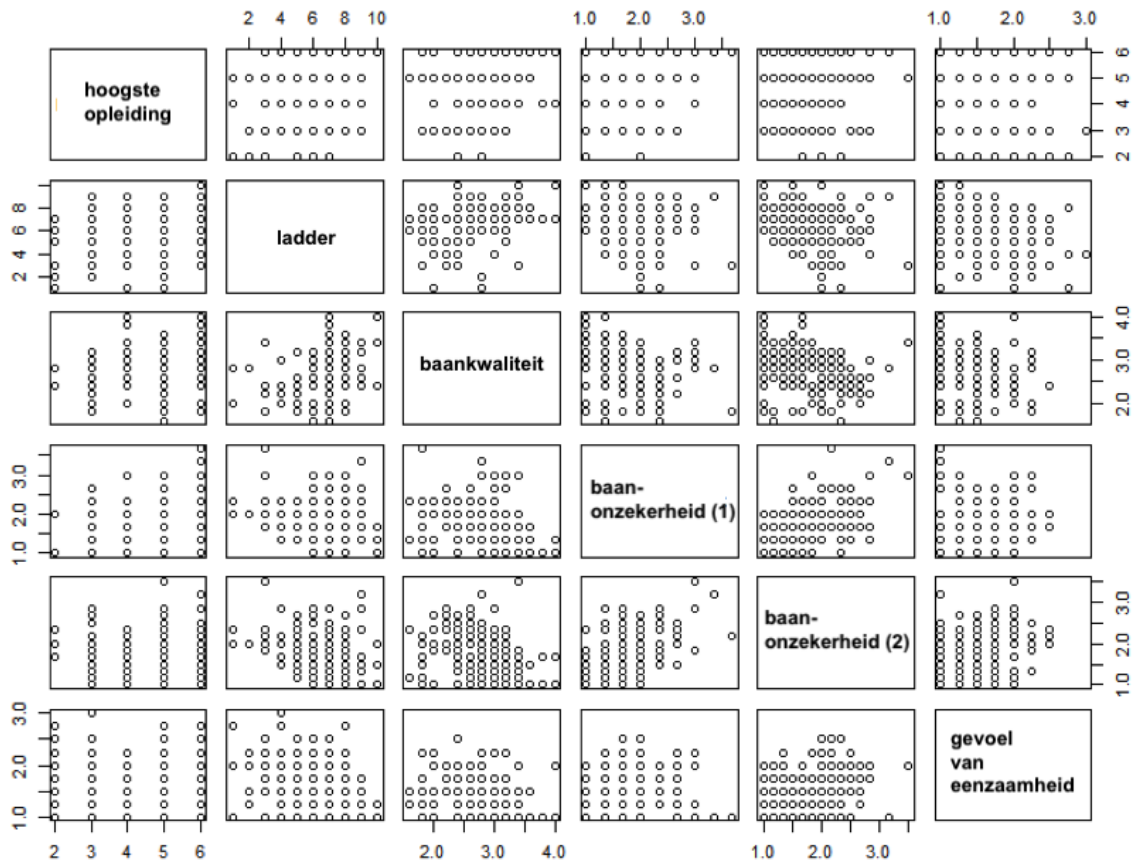 2 4 6 8 10 1.0 2.0 3.0 1.0 2.0 3.0
hoogste
opleiding
2 3 4 5 6
2 4 6 8
ladder
baankwaliteit
2.0 3.0 4.0
1.0 2.0 3.0
baan-
onzekerheid (1)
baan-
onzekerheid (2)
1.0 2.0 3.0
1.0 2.0 3.0
gevoel
van
eenzaamheid
2 3 4 5 6 2.0 3.0 4.0 1.0 2.0 3.0